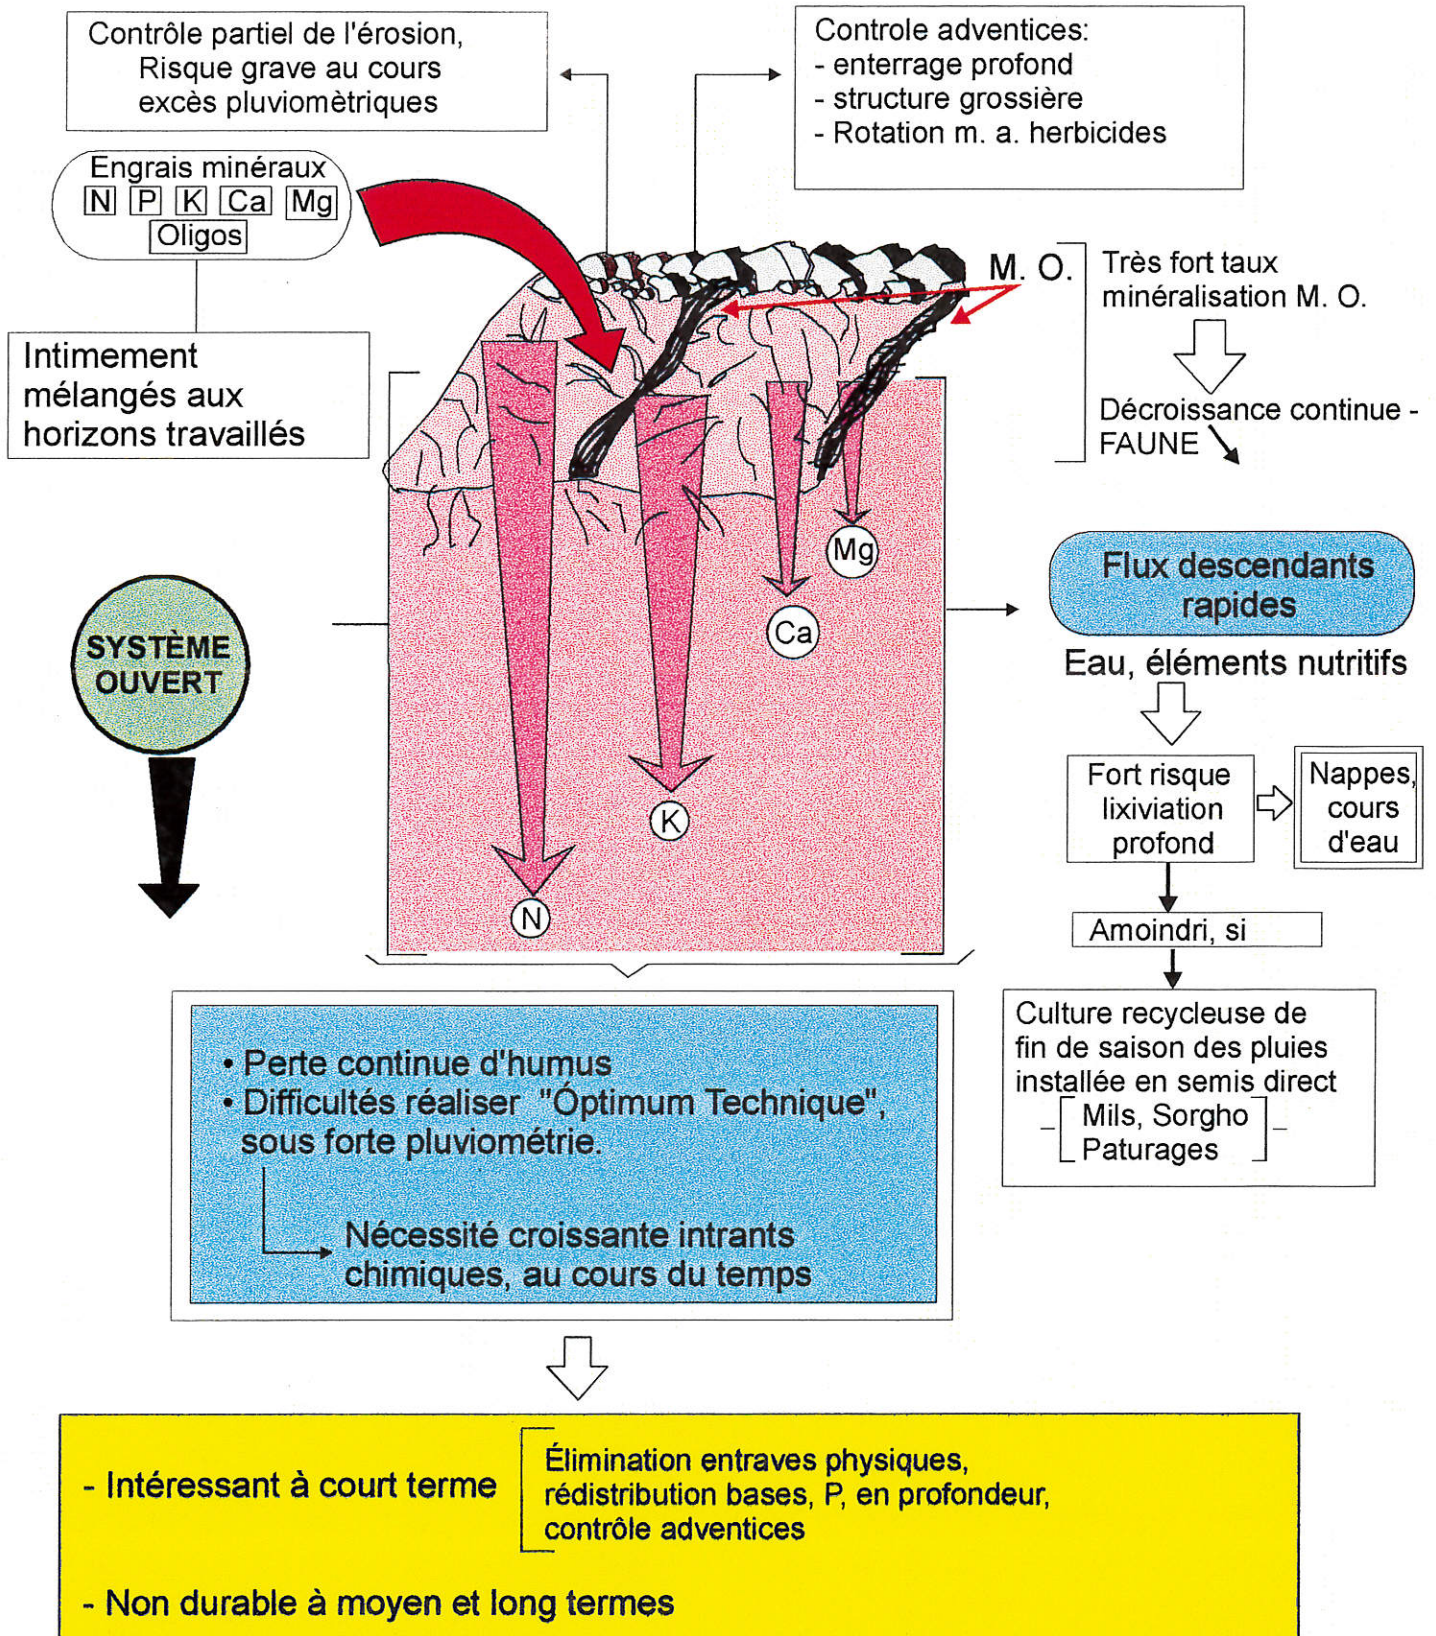 Contrôle partiel de l'érosion,
Risque grave au cours
excès pluviomètriques
Controle adventices:
- enterrage profond
- structure grossière
- Rotation m. a. herbicides
Engrais minéraux
N P K Ca Mg
Oligos
Intimement
mélangés aux
horizons travaillés
M. O.
Très fort taux
minéralisation M. O.
Décroissance continue -
FAUNE
Mg
Ca
K
N
SYSTÈME
OUVERT
Flux descendants
rapides
Eau, éléments nutritifs
Fort risque
lixiviation
profond
Nappes,
cours
d'eau
Amoindri, si
Culture recycleuse de
fin de saison des pluies
installée en semis direct
Mils, Sorgho
Paturages
• Perte continue d'humus
• Difficultés réaliser "Óptimum Technique",
sous forte pluviométrie.
Nécessité croissante intrants
chimiques, au cours du temps
- Intéressant à court terme
Élimination entraves physiques,
rédistribution bases, P, en profondeur,
contrôle adventices
- Non durable à moyen et long termes